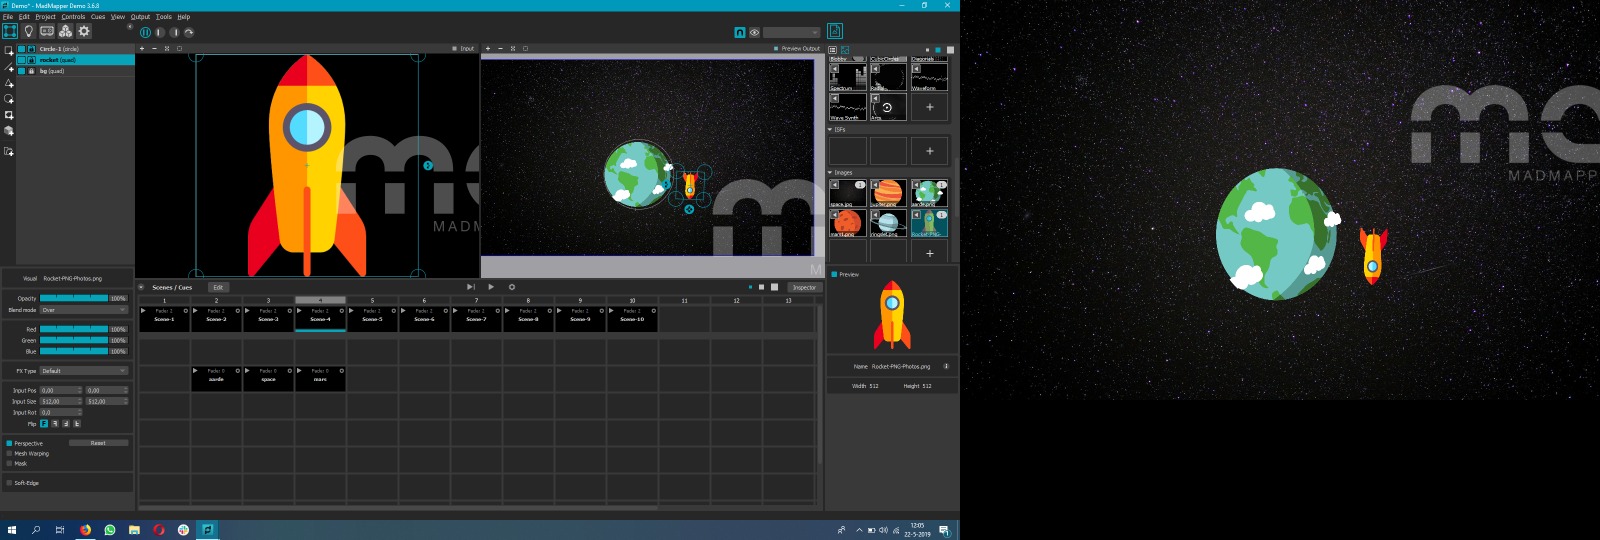 Demo* - MadMapper Demo 3.6.8
File Edit Project Controls Cues View Output Tools Help
Circle-1 (circle)
rocket (quad)
bg (quad)
Input
Preview Output
MADM
M
Visual Rocket-PNG-Photos.png
Opacity 100%
Blend mode Over
Red 100%
Green 100%
Blue 100%
FX Type Default
Input Pos 0,00 0,00
Input Size 512,00 512,00
Input Rot 0,0
Flip
Perspective Reset
Mesh Warping
Mask
Soft-Edge
Scenes / Cues Edit Inspector
1 2 3 4 5 6 7 8 9 10 11 12 13
Fade: 1 Fade: 1 Fade: 1 Fade: 1 Fade: 1 Fade: 1 Fade: 1 Fade: 1 Fade: 1 Fade: 1
Scene-1 Scene-2 Scene-3 Scene-4 Scene-5 Scene-6 Scene-7 Scene-8 Scene-9 Scene-10
Fade: 0 Fade: 0 Fade: 0
aarde space mars
Blobby CubicCircles Diagonals
Spectrum Radial Waveform
Wave Synth Arcs
ISFs
Images
space.jpg jupiter.png aarde.png
mars.png ringplet.png Rocket-PNG-
Preview
Name Rocket-PNG-Photos.png
Width 512 Height 512
12:05
22-5-2019
MADMAPP